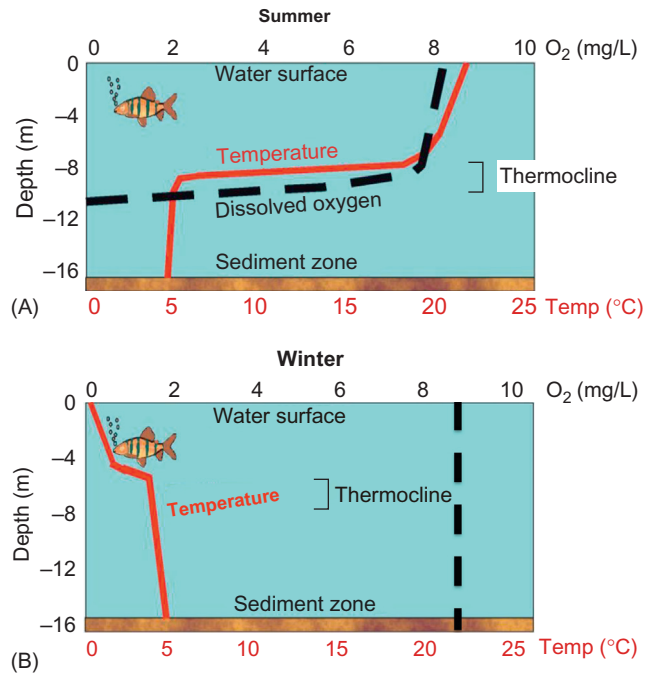 Summer
0 2 4 6 8 10 O₂ (mg/L)
0
Water surface
–4
Temperature
–8
Thermocline
Depth (m)
Dissolved oxygen
–12
Sediment zone
–16
(A)
0 5 10 15 20 25 Temp (°C)
Winter
0 2 4 6 8 10 O₂ (mg/L)
0
Water surface
–4
Temperature
Thermocline
–8
Depth (m)
–12
Sediment zone
–16
0 5 10 15 20 25 Temp (°C)
(B)